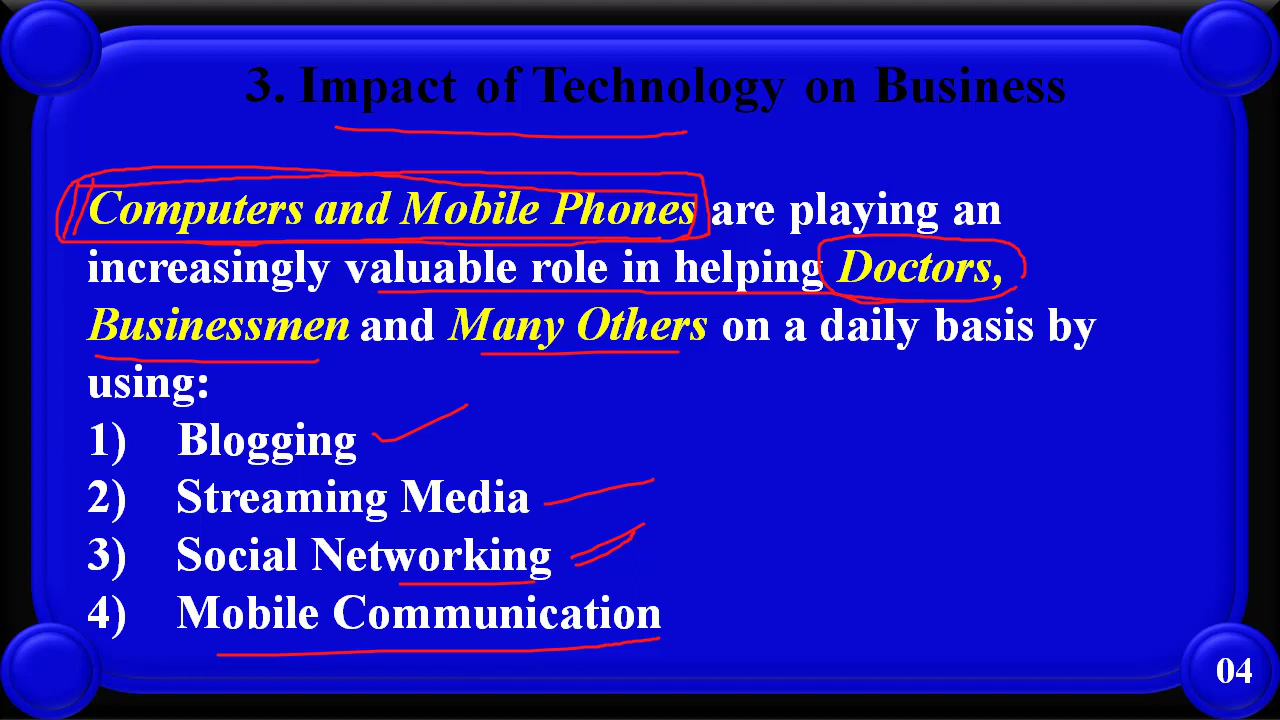 3. Impact of Technology on Business
Computers and Mobile Phones are playing an
increasingly valuable role in helping Doctors,
Businessmen and Many Others on a daily basis by
using:
1) Blogging
2) Streaming Media
3) Social Networking
4) Mobile Communication
04